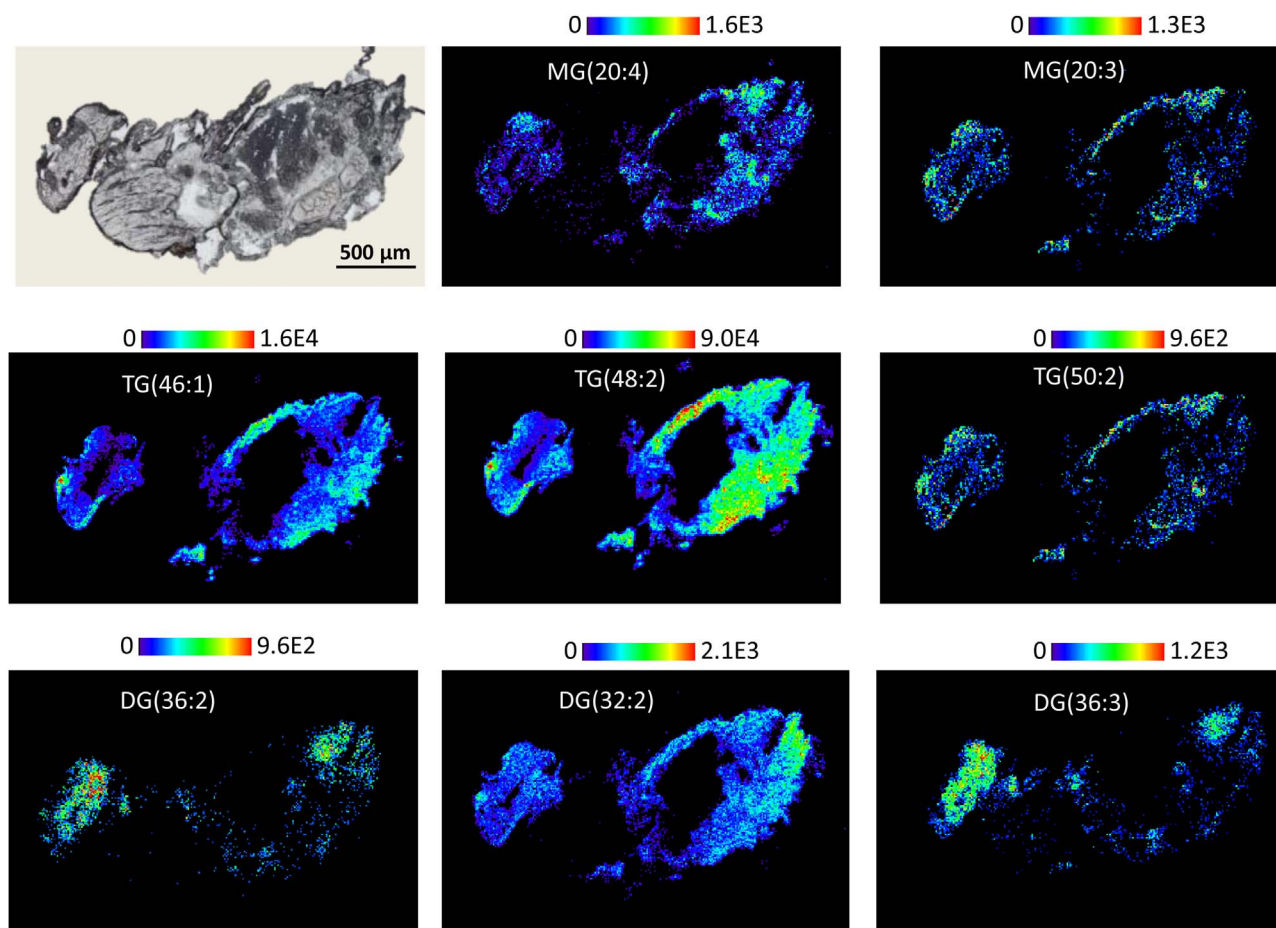 0 1.6E3
0 1.3E3
MG(20:4)
MG(20:3)
500 μm
0 1.6E4
0 9.0E4
0 9.6E2
TG(46:1)
TG(48:2)
TG(50:2)
0 9.6E2
0 2.1E3
0 1.2E3
DG(36:2)
DG(32:2)
DG(36:3)